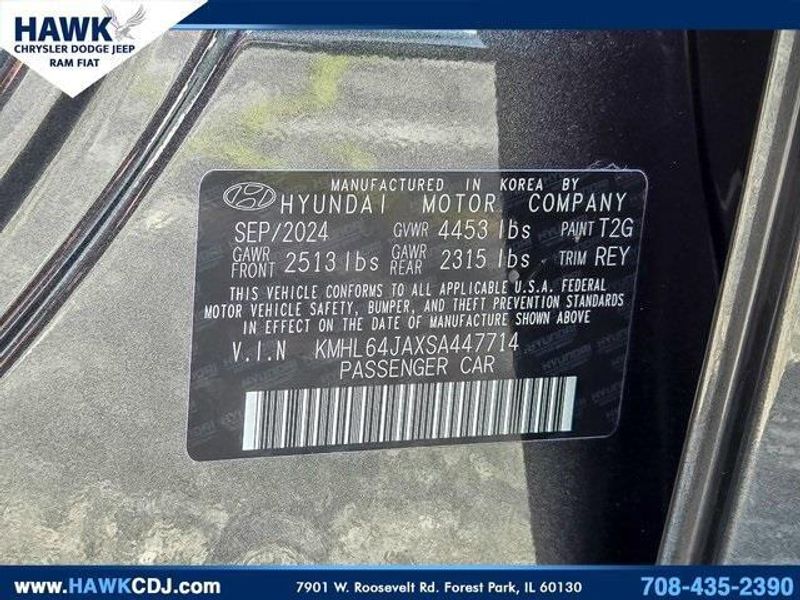 HAWK
CHRYSLER DODGE JEEP
RAM FIAT
MANUFACTURED IN KOREA BY
HYUNDAI MOTOR COMPANY
SEP/2024 GVWR 4453 lbs PAINT T2G
GAWR FRONT 2513 lbs GAWR REAR 2315 lbs TRIM REY
THIS VEHICLE CONFORMS TO ALL APPLICABLE U.S.A. FEDERAL
MOTOR VEHICLE SAFETY, BUMPER, AND THEFT PREVENTION STANDARDS
IN EFFECT ON THE DATE OF MANUFACTURE SHOWN ABOVE
V.I.N KMHL64JAXSA447714
PASSENGER CAR
www.HAWKCDJ.com 7901 W. Roosevelt Rd. Forest Park, IL 60130 708-435-2390